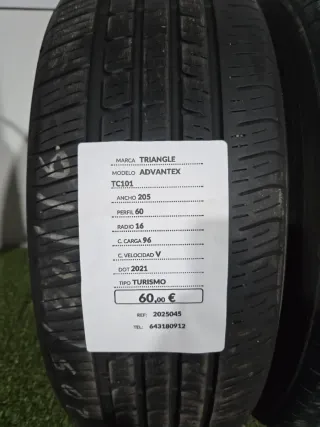 MARCA TRIANGLE
MODELO ADVANTEX
TC101
ANCHO 205
PERFIL 60
RADIO 16
C. CARGA 96
C. VELOCIDAD V
DOT 2021
TIPO TURISMO
60,00 €
REF: 2025045
TEL: 643180912